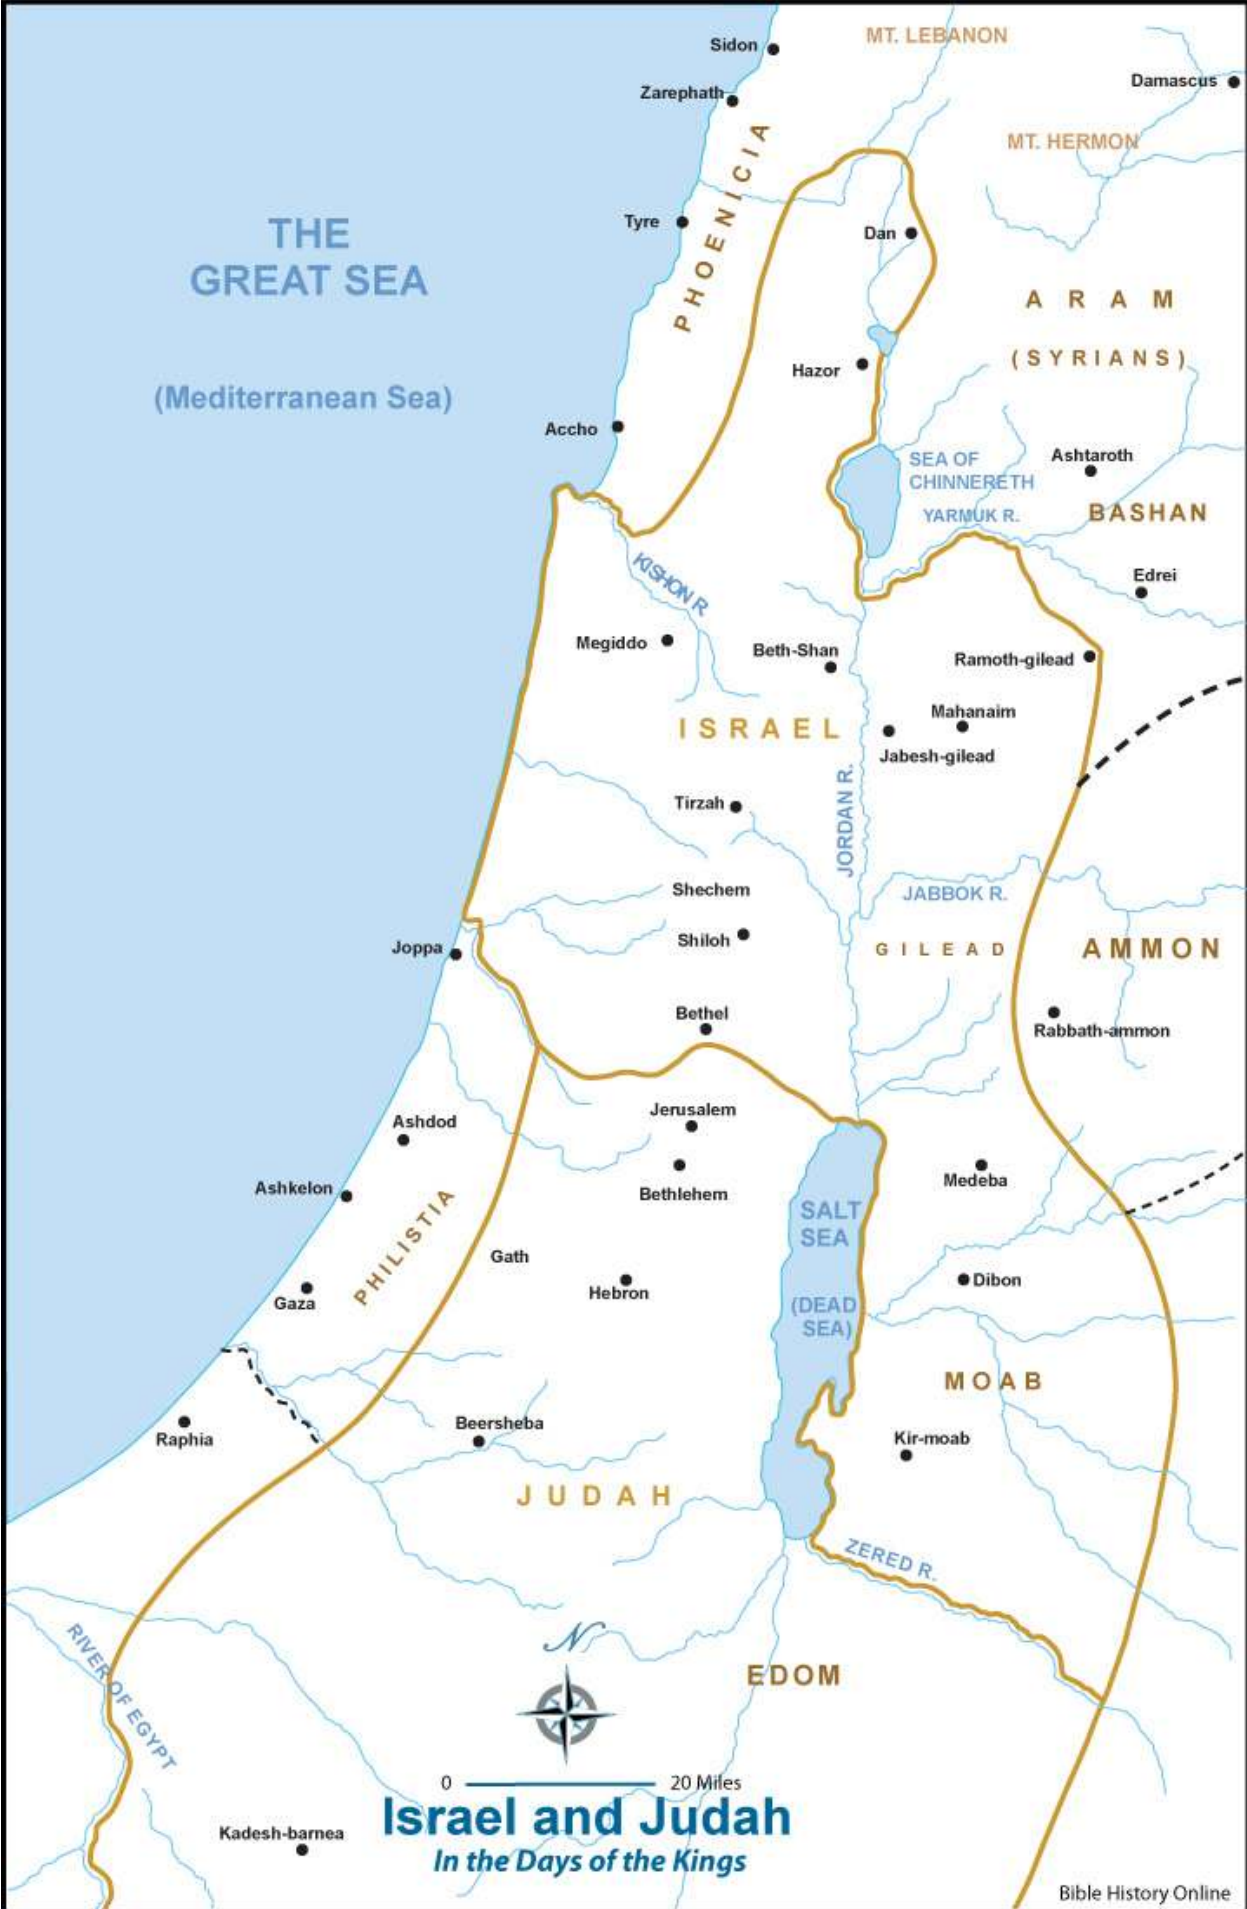 Sidon
MT. LEBANON
Damascus
Zarephath
MT. HERMON
PHOENICIA
Tyre
Dan
THE
GREAT SEA
ARAM
(SYRIANS)
Hazor
(Mediterranean Sea)
Accho
SEA OF
CHINNERETH
Ashtaroth
YARMUK R.
BASHAN
KISHON R
Edrei
Megiddo
Beth-Shan
Ramoth-gilead
Mahanaim
ISRAEL
Jabesh-gilead
Tirzah
JORDAN R.
Shechem
JABBOK R.
Shiloh
Joppa
GILEAD
AMMON
Bethel
Rabbath-ammon
Jerusalem
Ashdod
Medeba
Ashkelon
Bethlehem
SALT
SEA
PHILISTIA
Gath
Dibon
Hebron
Gaza
(DEAD
SEA)
MOAB
Beersheba
Raphia
Kir-moab
JUDAH
ZERED R.
RIVER OF EGYPT
N
EDOM
0 20 Miles
Israel and Judah
Kadesh-barnea
In the Days of the Kings
Bible History Online